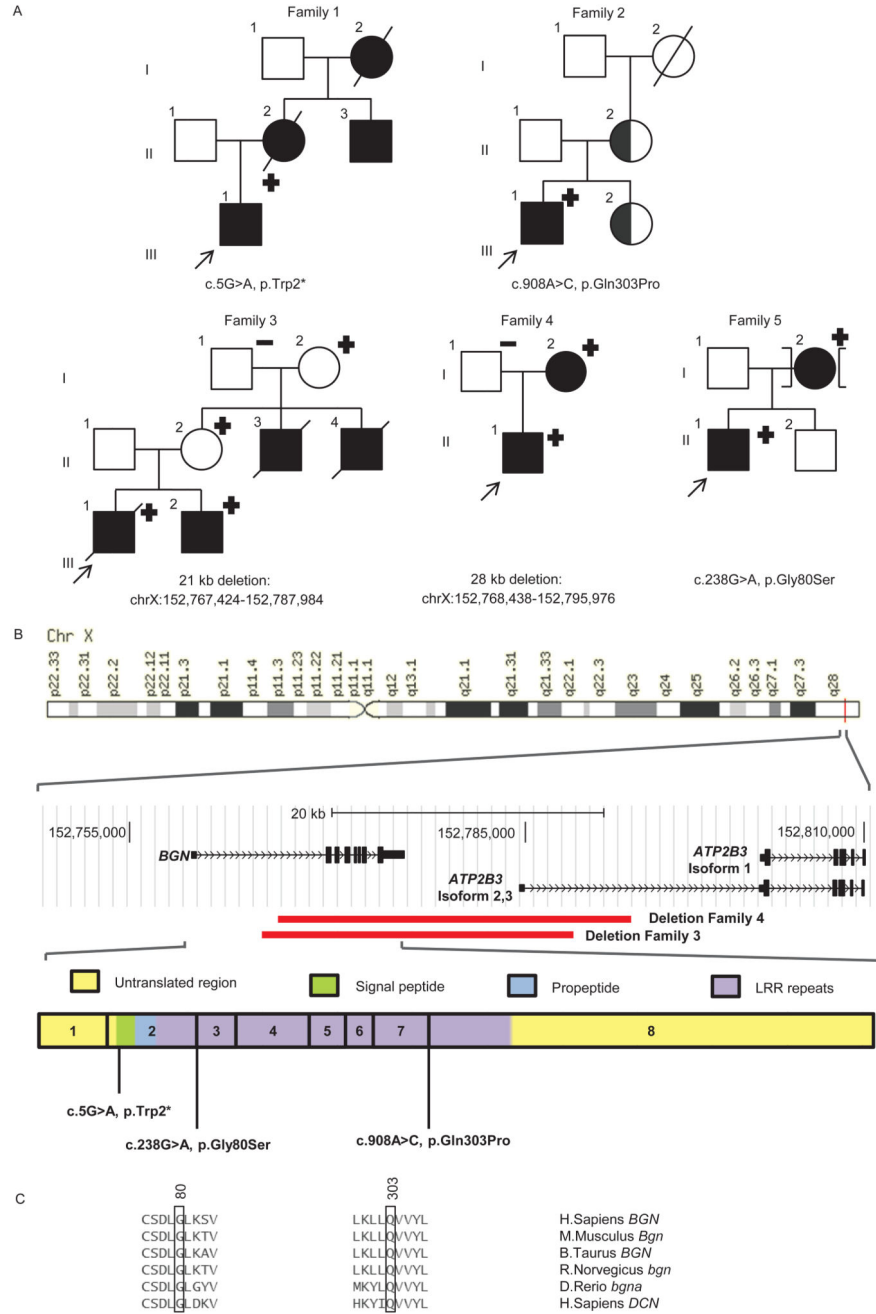 A
Family 1
1
2
I
1
2
3
II
1
III
c.5G>A, p.Trp2*
Family 2
1
2
I
1
2
II
1
2
III
c.908A>C, p.Gln303Pro
Family 3
1
2
I
1
2
3
4
II
1
2
III
21 kb deletion:
chrX:152,767,424-152,787,984
Family 4
1
2
I
1
II
28 kb deletion:
chrX:152,768,438-152,795,976
Family 5
1
2
I
1
2
II
c.238G>A, p.Gly80Ser
B
Chr X
p22.33 p22.31 p22.2 p22.12 p22.11 p21.3 p21.1 p11.4 p11.3 p11.23 p11.22 p11.21 p11.1 q11.1 q12 q13.1 q21.1 q21.31 q21.33 q22.1 q22.3 q23 q24 q25 q26.2 q26.3 q27.1 q27.3 q28
20 kb
152,755,000 152,785,000 152,810,000
BGN
ATP2B3
Isoform 1
ATP2B3
Isoform 2,3
Deletion Family 4
Deletion Family 3
Untranslated region Signal peptide Propeptide LRR repeats
1 2 3 4 5 6 7 8
c.5G>A, p.Trp2*
c.238G>A, p.Gly80Ser
c.908A>C, p.Gln303Pro
C
80 303
CSDLGLKSV LKLLQVVYL H.Sapiens BGN
CSDLGLKTV LKLLQVVYL M.Musculus Bgn
CSDLGLKAV LKLLQVVYL B.Taurus BGN
CSDLGLKTV LKLLQVVYL R.Norvegicus bgn
CSDLGLGYV MKYLQVVYL D.Rerio bgna
CSDLGLDKV HKYIQVVYL H.Sapiens DCN